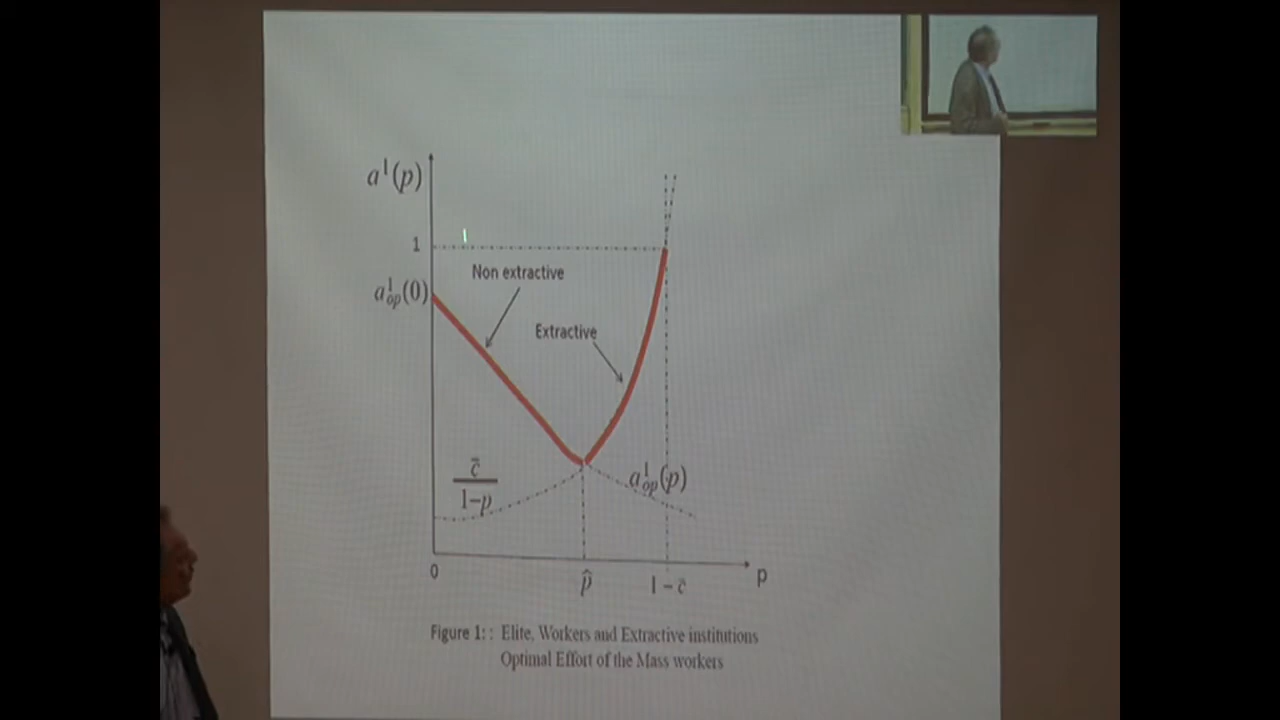 a¹(p)
1
Non extractive
a¹op(0)
Extractive
c̄
1-p
a¹op(p)
0
p̂
1 - c̄
p
Figure 1: : Elite, Workers and Extractive institutions
Optimal Effort of the Mass workers